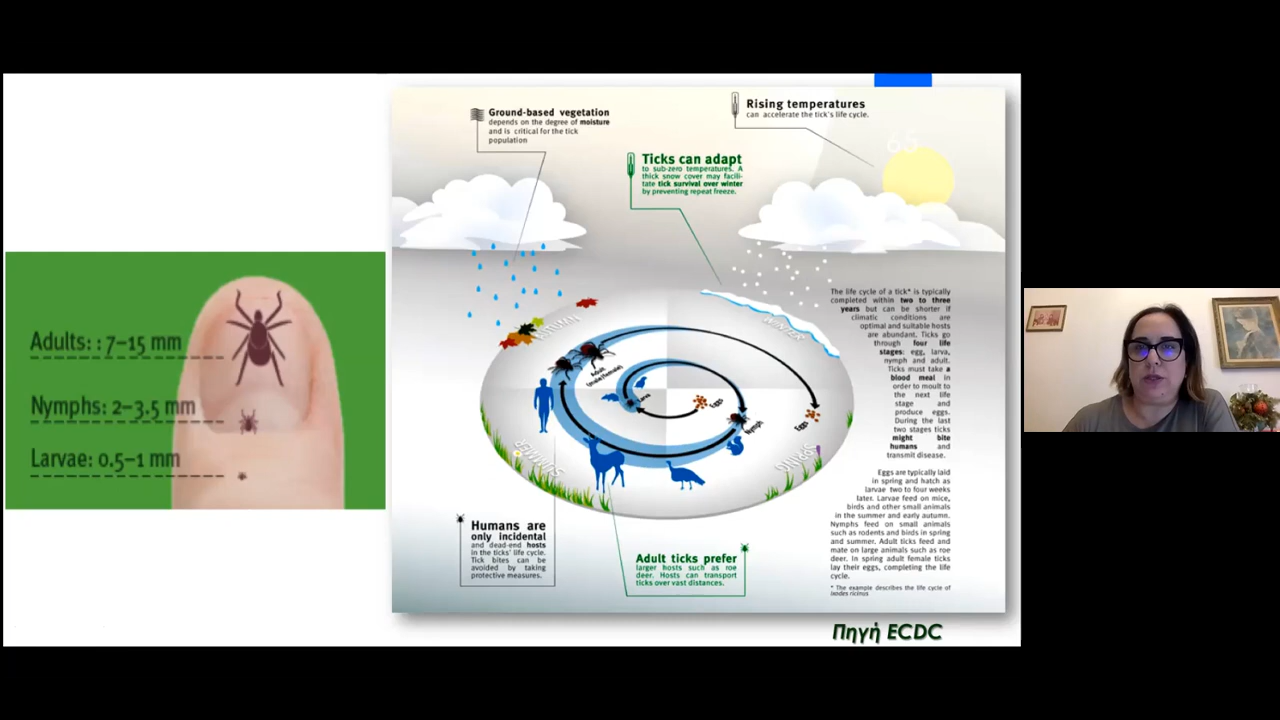 Adults: : 7–15 mm
Nymphs: 2–3.5 mm
Larvae: 0.5–1 mm
Ground-based vegetation
depends on the degree of moisture
and is critical for the tick
population
Rising temperatures
can accelerate the tick's life cycle.
65
Ticks can adapt
to sub-zero temperatures. A
thick snow cover may facili-
tate tick survival over winter
by preventing repeat freeze.
AUTUMN
WINTER
SUMMER
SPRING
Adult
(male/female)
Larva
Eggs
Nymph
Eggs
The life cycle of a tick* is typically
completed within two to three
years but can be shorter if
climatic conditions are
optimal and suitable hosts
are abundant. Ticks go
through four life
stages: egg, larva,
nymph and adult.
Ticks must take a
blood meal in
order to moult to
the next life
stage and
produce eggs.
During the last
two stages ticks
might bite
humans and
transmit disease.
Eggs are typically laid
in spring and hatch as
larvae two to four weeks
later. Larvae feed on mice,
birds and other small animals
in the summer and early autumn.
Nymphs feed on small animals
such as rodents and birds in spring
and summer. Adult ticks feed and
mate on large animals such as roe
deer. In spring adult female ticks
lay their eggs, completing the life
cycle.
* The example describes the life cycle of
Ixodes ricinus
Humans are
only incidental
and dead-end hosts
in the ticks' life cycle.
Tick bites can be
avoided by taking
protective measures.
Adult ticks prefer
larger hosts such as roe
deer. Hosts can transport
ticks over vast distances.
Πηγή ECDC